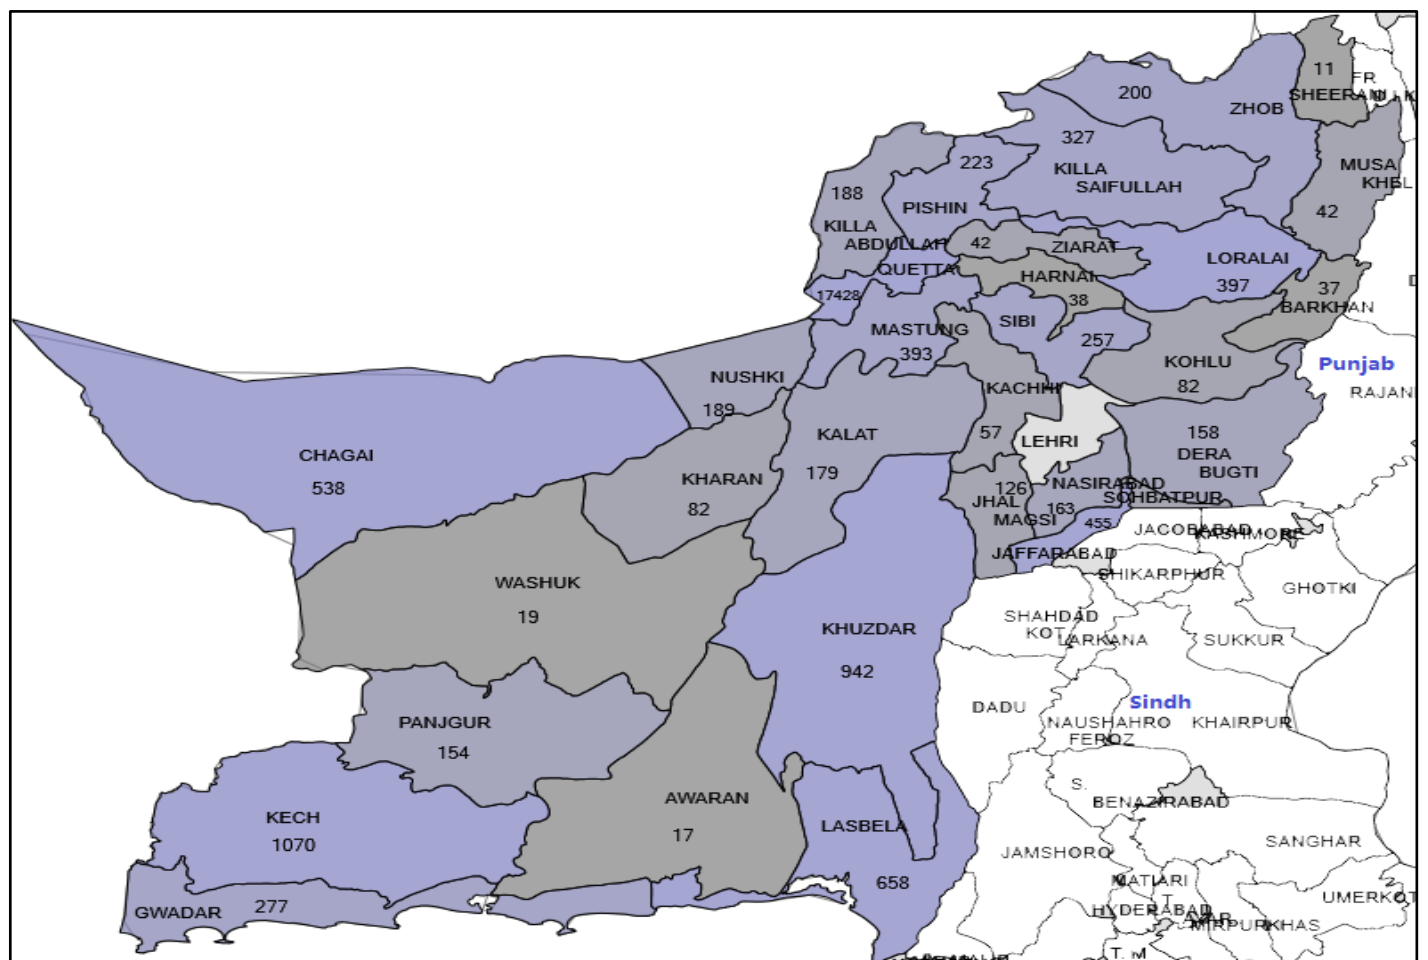 11
FR
SHEERANI
200
ZHOB
327
KILLA
SAIFULLAH
223
MUSA
KHEL
42
188
PISHIN
KILLA
ABDULLAH
42
ZIARAT
LORALAI
397
QUETTA
17428
HARNAI
38
37
BARKHAN
SIBI
257
MASTUNG
393
KOHLU
82
Punjab
NUSHKI
189
KACHHI
57
RAJAN
CHAGAI
538
KALAT
179
LEHRI
158
DERA
BUGTI
KHARAN
82
126
JHAL
MAGSI
NASIRABAD
163
SOHBATPUR
455
JACOBABAD
KASHMORE
JAFFARABAD
SHIKARPHUR
GHOTKI
WASHUK
19
SHAHDAD
KOT
LARKANA
SUKKUR
KHUZDAR
942
DADU
Sindh
NAUSHAHRO
FEROZ
KHAIRPUR
PANJGUR
154
S.
BENAZIRABAD
AWARAN
17
KECH
1070
LASBELA
658
JAMSHORO
SANGHAR
MATIARI
UMERKOT
GWADAR
277
T.
HYDERABAD
MIRPURKHAS
T. M